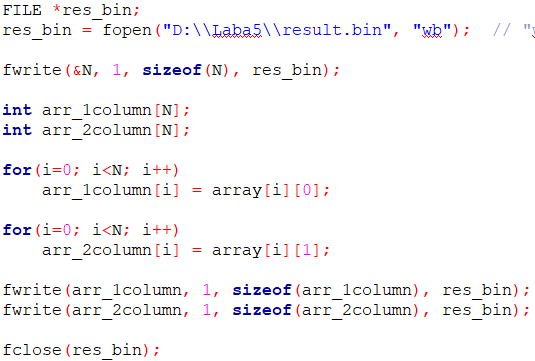 FILE *res_bin;
res_bin = fopen("D:\\Laba5\\result.bin", "wb");  // "
fwrite(&N, 1, sizeof(N), res_bin);
int arr_1column[N];
int arr_2column[N];
for(i=0; i<N; i++)
    arr_1column[i] = array[i][0];
for(i=0; i<N; i++)
    arr_2column[i] = array[i][1];
fwrite(arr_1column, 1, sizeof(arr_1column), res_bin);
fwrite(arr_2column, 1, sizeof(arr_2column), res_bin);
fclose(res_bin);